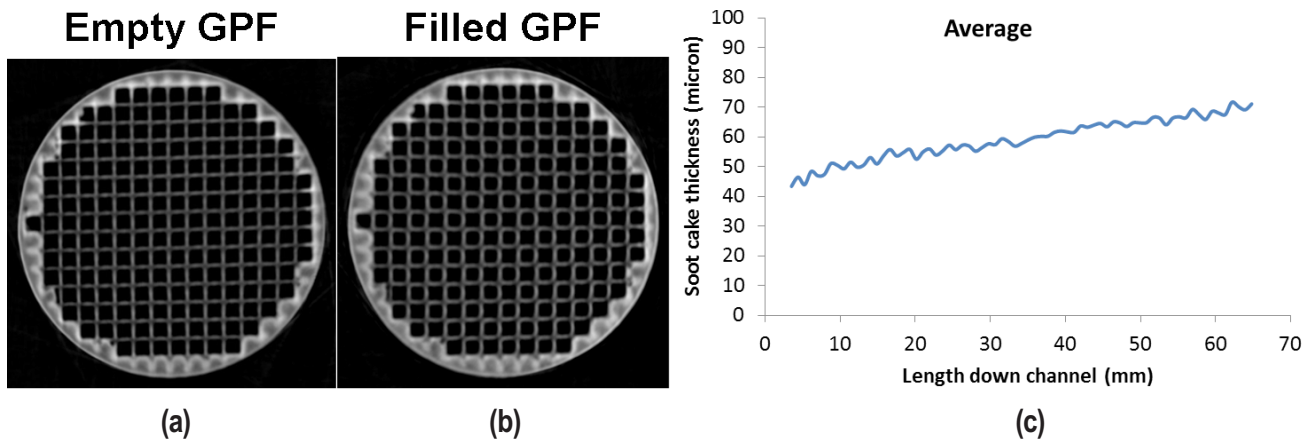 Empty GPF
Filled GPF
(a)
(b)
Average
Soot cake thickness (micron)
100
90
80
70
60
50
40
30
20
10
0
0 10 20 30 40 50 60 70
Length down channel (mm)
(c)